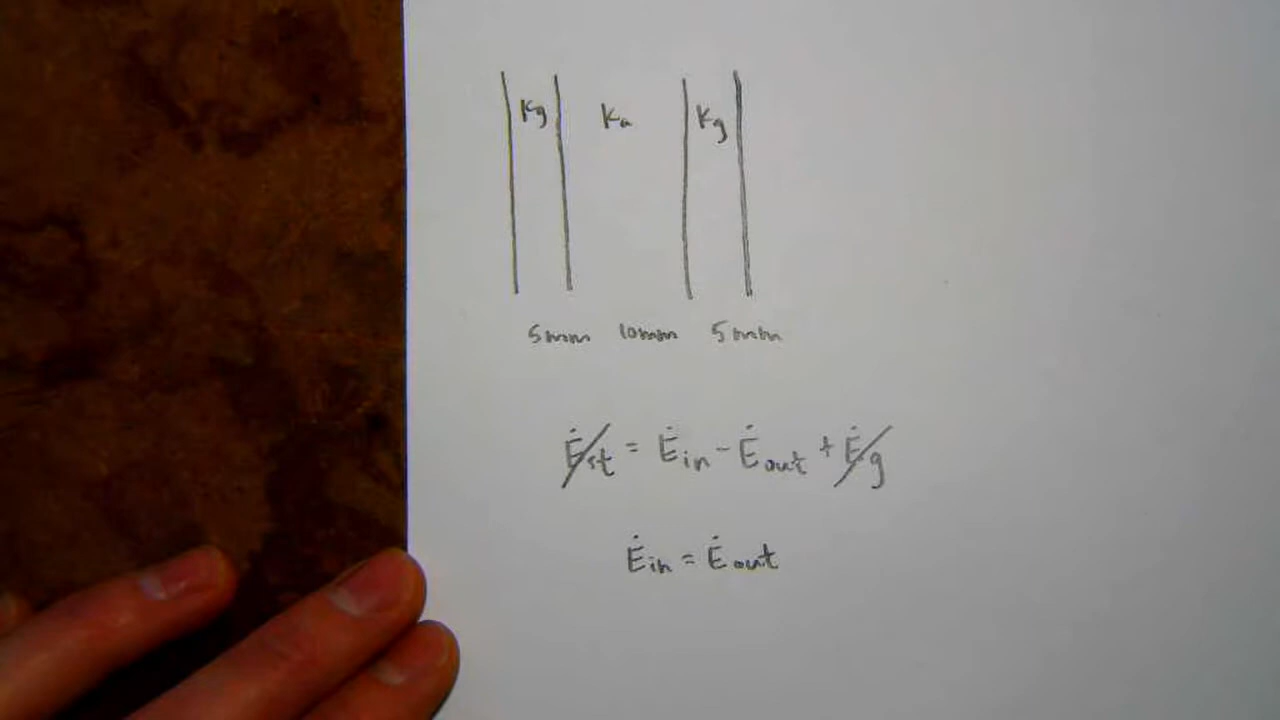 kg ka kg
5mm 10mm 5mm
Ėst = Ėin - Ėout + Ėg
Ėin = Ėout